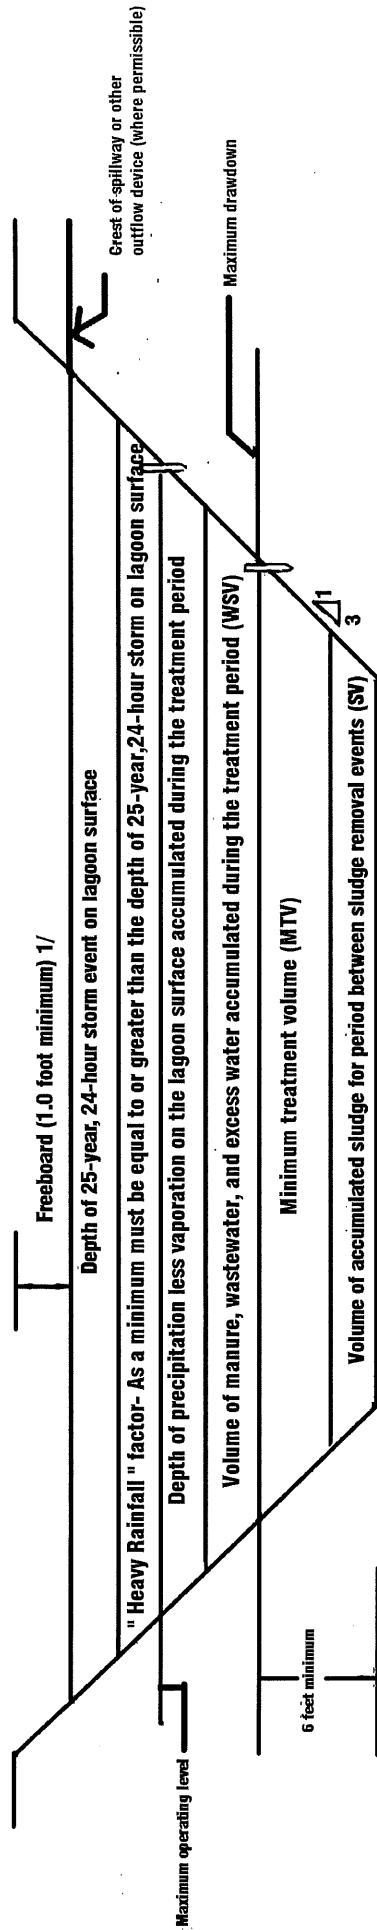 Crest of spillway or other
outflow device (where permissible)
Freeboard (1.0 foot minimum) 1/
Depth of 25-year, 24-hour storm event on lagoon surface
" Heavy Rainfall " factor- As a minimum must be equal to or greater than the depth of 25-year,24-hour storm on lagoon surface
Maximum operating level
Depth of precipitation less vaporation on the lagoon surface accumulated during the treatment period
Maximum drawdown
Volume of manure, wastewater, and excess water accumulated during the treatment period (WSV)
Minimum treatment volume (MTV)
6 feet minimum
1
3
Volume of accumulated sludge for period between sludge removal events (SV)